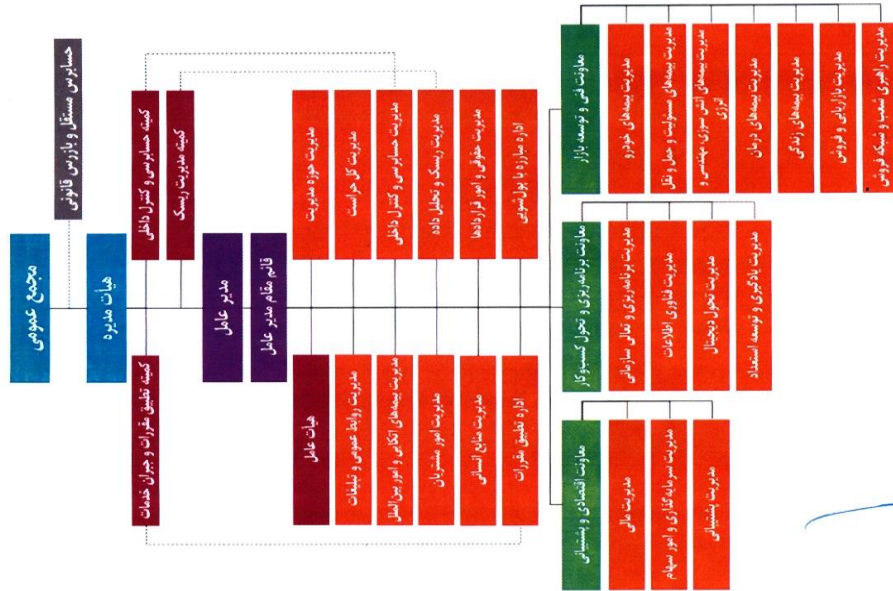 مجمع عمومی
حسابرس مستقل و بازرس قانونی
هیأت مدیره
کمیته حسابرسی و کنترل داخلی
کمیته تطبیق مقررات و جبران خدمات
کمیته مدیریت ریسک
مدیر عامل
قائم مقام مدیر عامل
مدیریت حوزه مدیریت
هیأت عامل
مدیریت کل حراست
مدیریت روابط عمومی و تبلیغات
مدیریت حسابرسی و کنترل داخلی
مدیریت بیمه‌های اتکایی و امور بین‌الملل
مدیریت ریسک و تحلیل داده
مدیریت امور مشتریان
مدیریت حقوقی و امور قراردادها
مدیریت منابع انسانی
اداره مبارزه با پول‌شویی
اداره تطبیق مقررات
معاونت فنی و توسعه بازار
مدیریت بیمه‌های خودرو
مدیریت بیمه‌های مسئولیت و حمل و نقل
مدیریت بیمه‌های آتش سوزی، مهندسی و
انرژی
مدیریت بیمه‌های درمان
مدیریت بیمه‌های زندگی
مدیریت بازاریابی و فروش
مدیریت راهبری شعب و شبکه فروش
معاونت برنامه‌ریزی و تحول کسب‌وکار
مدیریت برنامه‌ریزی و تعالی سازمانی
مدیریت فناوری اطلاعات
مدیریت تحول دیجیتال
مدیریت یادگیری و توسعه استعداد
معاونت اقتصادی و پشتیبانی
مدیریت مالی
مدیریت سرمایه‌گذاری و امور سهام
مدیریت پشتیبانی